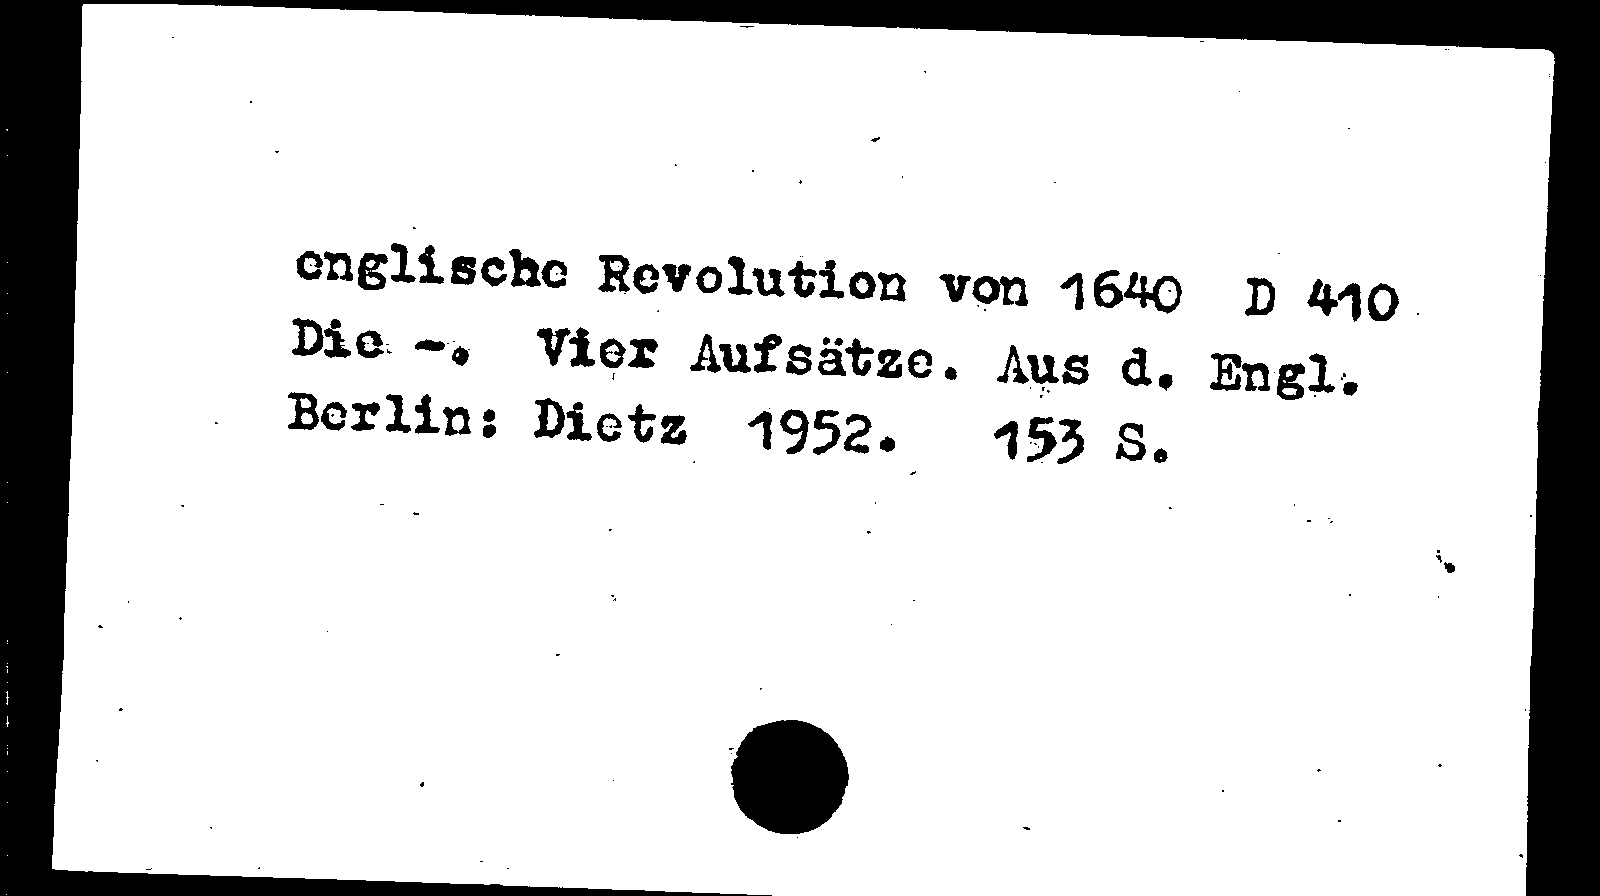 englische Revolution von 1640 D 410
Die -. Vier Aufsätze. Aus d. Engl.
Berlin: Dietz 1952. 153 S.